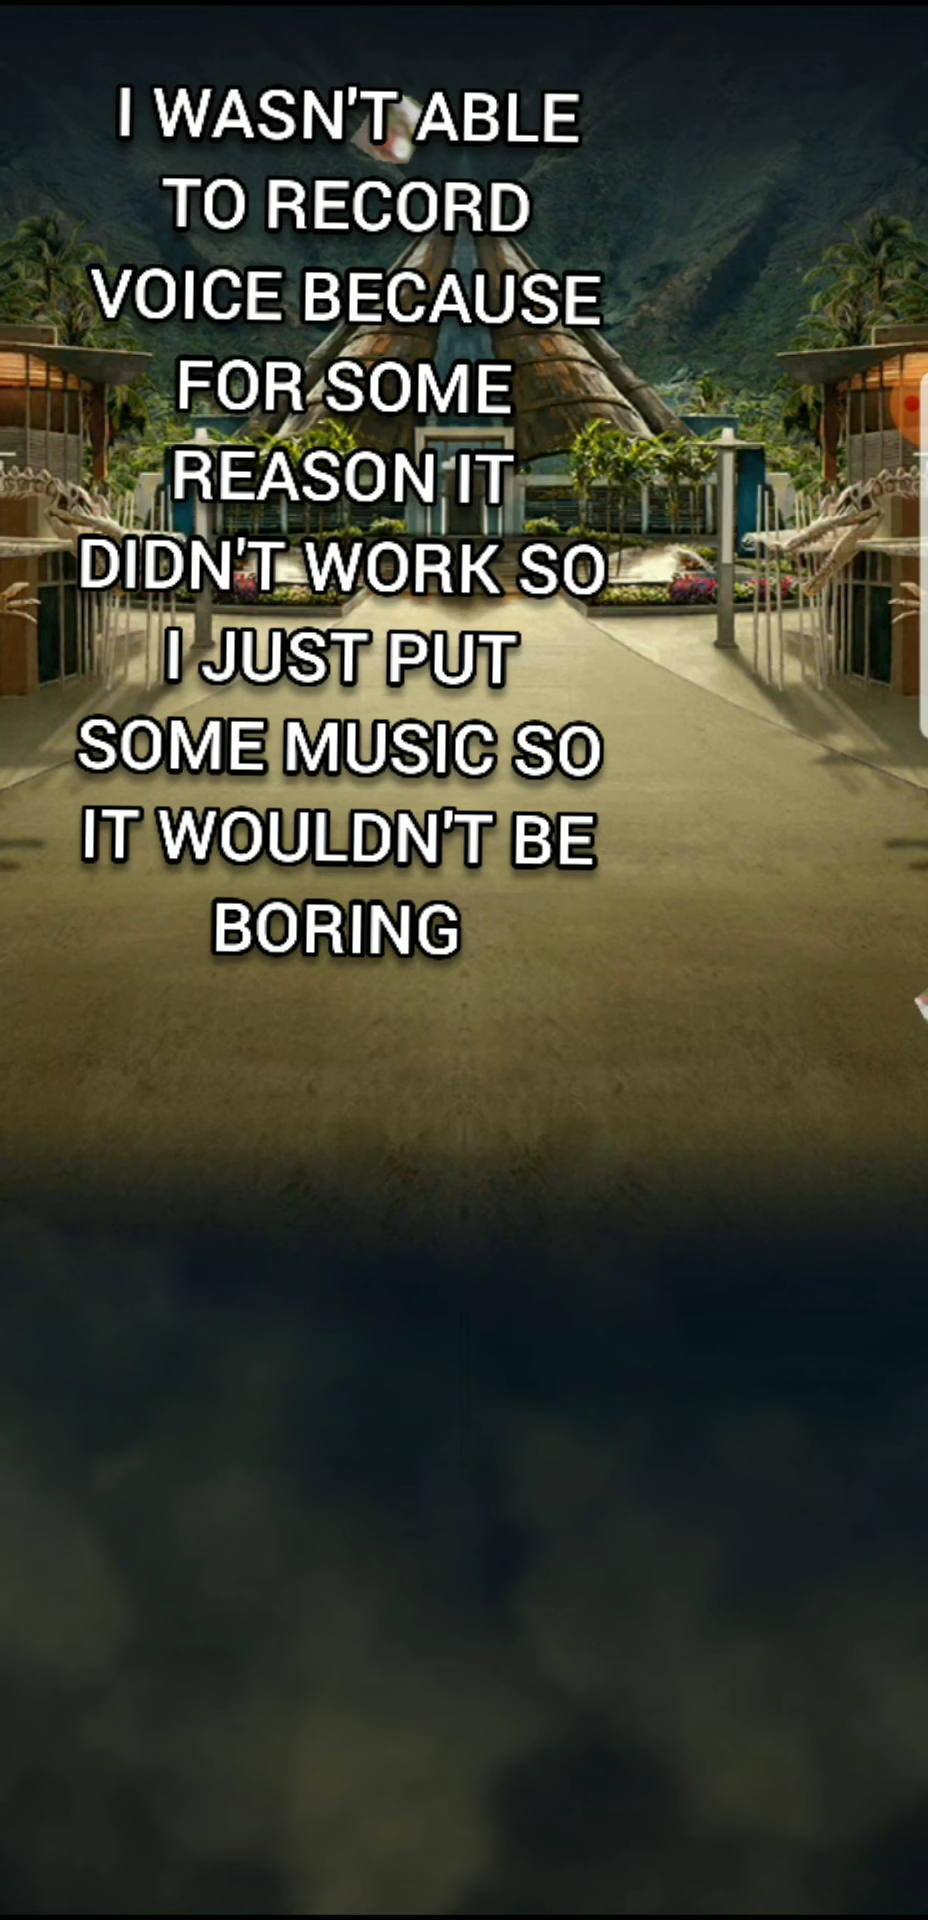 I WASN'T ABLE
TO RECORD
VOICE BECAUSE
FOR SOME
REASON IT
DIDN'T WORK SO
I JUST PUT
SOME MUSIC SO
IT WOULDN'T BE
BORING